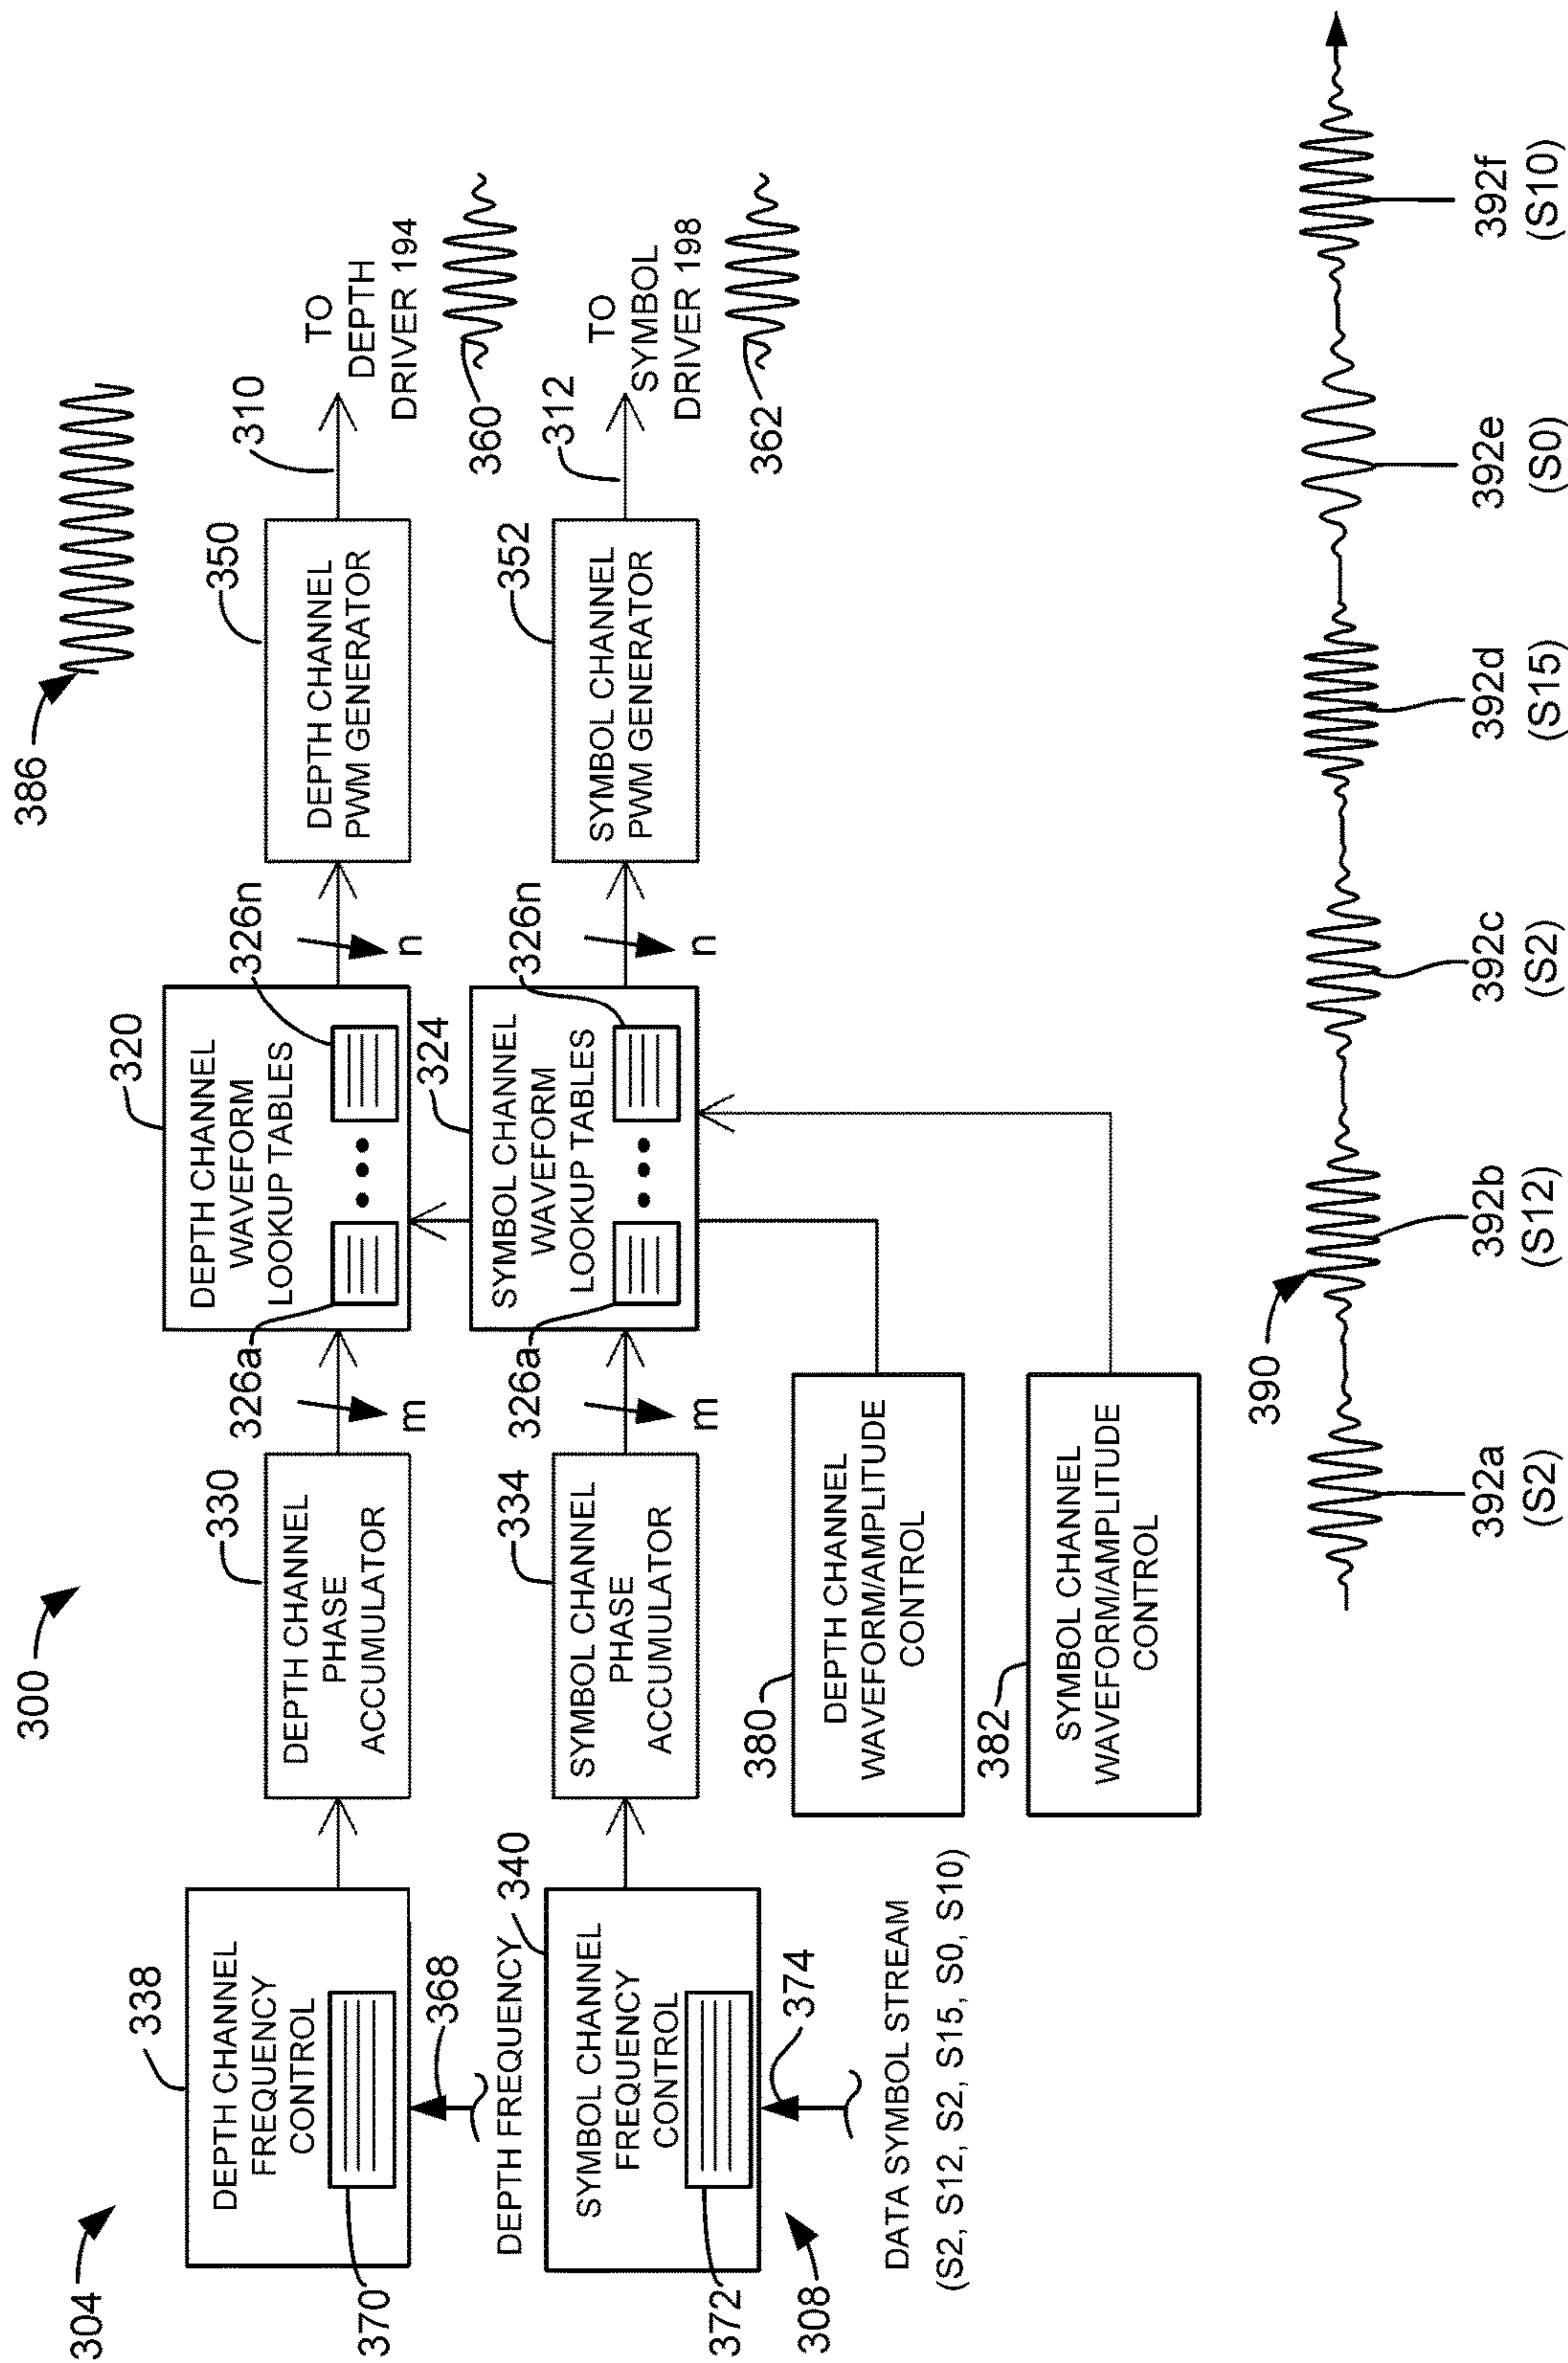 300
386
304
338
DEPTH CHANNEL
FREQUENCY
CONTROL
370
368
DEPTH FREQUENCY
330
DEPTH CHANNEL
PHASE
ACCUMULATOR
m
320
DEPTH CHANNEL
WAVEFORM
LOOKUP TABLES
326a
326n
n
350
DEPTH CHANNEL
PWM GENERATOR
310
TO
DEPTH
DRIVER 194
360
340
SYMBOL CHANNEL
FREQUENCY
CONTROL
372
374
308
DATA SYMBOL STREAM
(S2, S12, S2, S15, S0, S10)
334
SYMBOL CHANNEL
PHASE
ACCUMULATOR
m
324
SYMBOL CHANNEL
WAVEFORM
LOOKUP TABLES
326a
326n
n
352
SYMBOL CHANNEL
PWM GENERATOR
312
TO
SYMBOL
DRIVER 198
362
380
DEPTH CHANNEL
WAVEFORM/AMPLITUDE
CONTROL
382
SYMBOL CHANNEL
WAVEFORM/AMPLITUDE
CONTROL
390
392a
(S2)
392b
(S12)
392c
(S2)
392d
(S15)
392e
(S0)
392f
(S10)